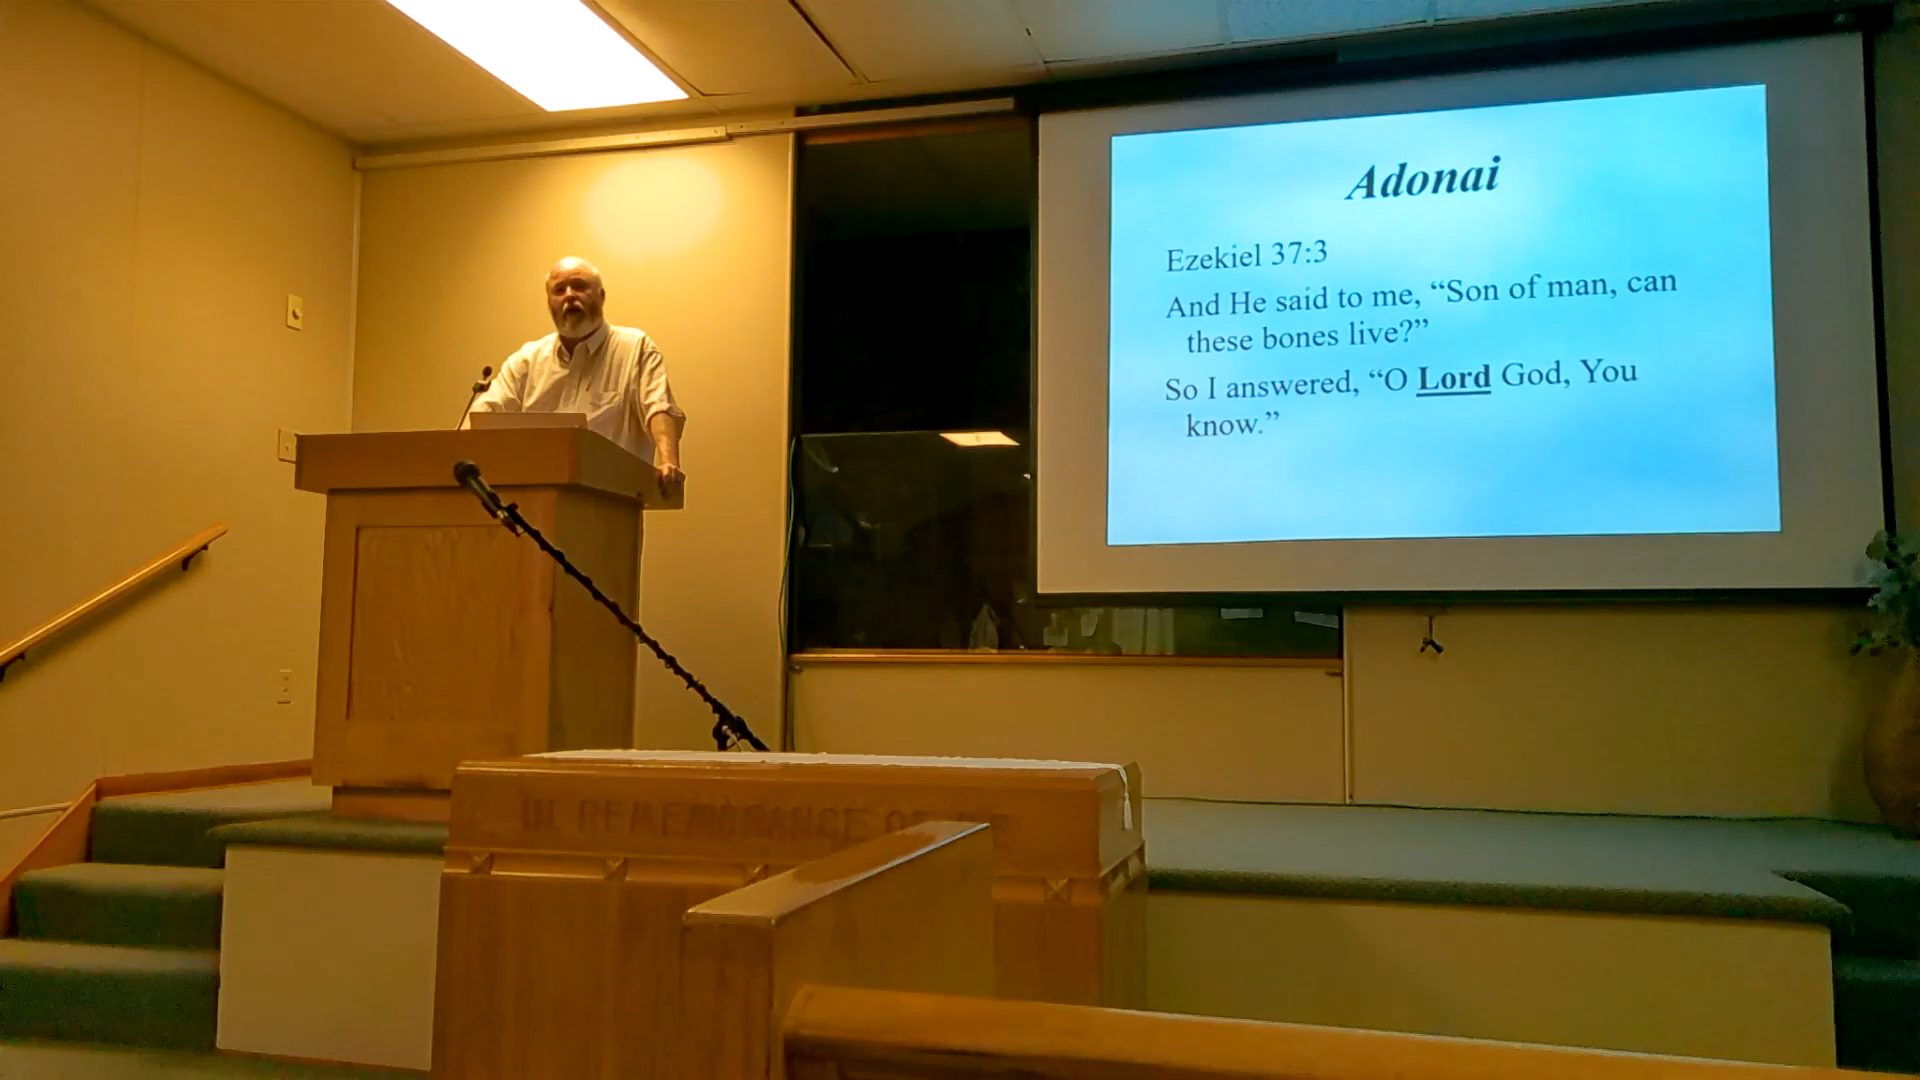 Adonai
Ezekiel 37:3
And He said to me, “Son of man, can
these bones live?”
So I answered, “O Lord God, You
know.”
IN REMEMBRANCE OF ME